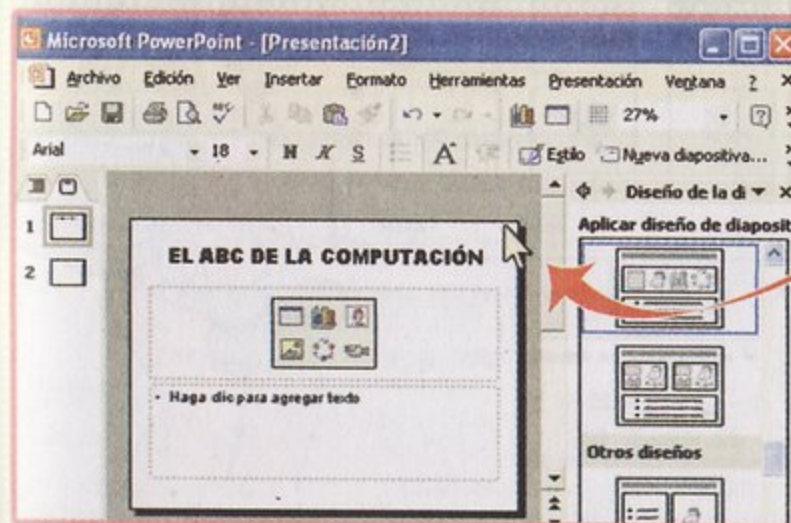 Microsoft PowerPoint - [Presentación2]
Archivo Edición Ver Insertar Formato Herramientas Presentación Ventana ?
27%
Arial 18 N K S A Estilo Nueva diapositiva...
Diseño de la di
Aplicar diseño de diaposit
1
2
EL ABC DE LA COMPUTACIÓN
• Haga clic para agregar texto
Otros diseños